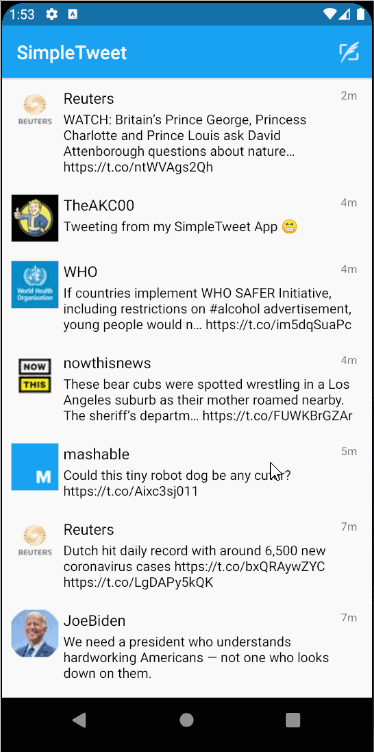 1:53
SimpleTweet
REUTERS
Reuters
2m
WATCH: Britain's Prince George, Princess
Charlotte and Prince Louis ask David
Attenborough questions about nature…
https://t.co/ntWVAgs2Qh
TheAKC00
4m
Tweeting from my SimpleTweet App 😁
World Health
Organization
WHO
4m
If countries implement WHO SAFER Initiative,
including restrictions on #alcohol advertisement,
young people would n… https://t.co/im5dqSuaPc
NOW
THIS
nowthisnews
4m
These bear cubs were spotted wrestling in a Los
Angeles suburb as their mother roamed nearby.
The sheriff's departm… https://t.co/FUWKBrGZAr
M
mashable
5m
Could this tiny robot dog be any cuter?
https://t.co/Aixc3sj011
REUTERS
Reuters
7m
Dutch hit daily record with around 6,500 new
coronavirus cases https://t.co/bxQRAywZYC
https://t.co/LgDAPy5kQK
JoeBiden
7m
We need a president who understands
hardworking Americans — not one who looks
down on them.